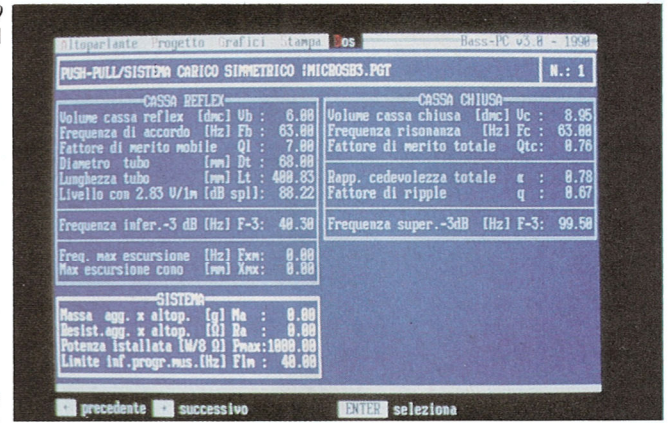 Altoparlante Progetto Grafici Stampa Dos Bass-PC v3.0 - 1990
PUSH-PULL/SISTEMA CARICO SIMMETRICO :MICROSB3.PGT N.: 1
CASSA REFLEX
Volume cassa reflex [dmc] Vb : 6.00
Frequenza di accordo [Hz] Fb : 63.00
Fattore di merito mobile Ql : 7.00
Diametro tubo [mm] Dt : 68.00
Lunghezza tubo [mm] Lt : 400.83
Livello con 2.83 V/1m [dB spl]: 88.22
Frequenza infer.-3 dB [Hz] F-3: 40.30
Freq. max escursione [Hz] Fxm: 0.00
Max escursione cono [mm] Xmx: 0.00
CASSA CHIUSA
Volume cassa chiusa [dmc] Vc : 8.95
Frequenza risonanza [Hz] Fc : 63.00
Fattore di merito totale Qtc: 0.76
Rapp. cedevolezza totale α : 0.78
Fattore di ripple q : 0.67
Frequenza super.-3dB [Hz] F-3: 99.50
SISTEMA
Massa agg. x altop. [g] Ma : 0.00
Resist.agg. x altop. [Ω] Ra : 0.00
Potenza istallata [W/8 Ω] Pmax:1000.00
Limite inf.progr.mus.[Hz] Flm : 40.00
precedente successivo ENTER seleziona